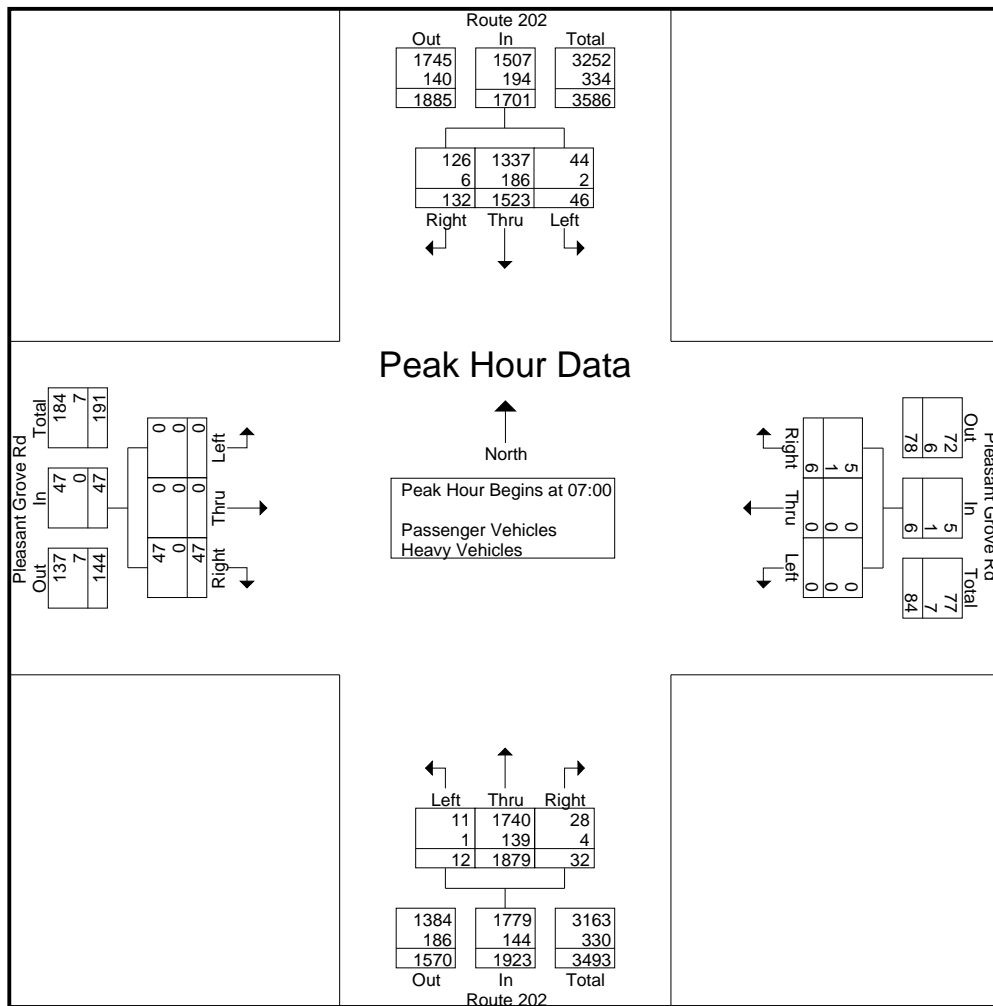 Route 202
Out In Total
1745 1507 3252
140 194 334
1885 1701 3586
126 1337 44
6 186 2
132 1523 46
Right Thru Left
Peak Hour Data
North
Peak Hour Begins at 07:00
Passenger Vehicles
Heavy Vehicles
Pleasant Grove Rd
Out In Total
137 47 184
7 0 7
144 47 191
Left Thru Right
0 0 47
0 0 0
0 0 47
Pleasant Grove Rd
Out In Total
72 5 77
6 1 7
78 6 84
Right Thru Left
5 0 0
1 0 0
6 0 0
Left Thru Right
11 1740 28
1 139 4
12 1879 32
1384 1779 3163
186 144 330
1570 1923 3493
Out In Total
Route 202